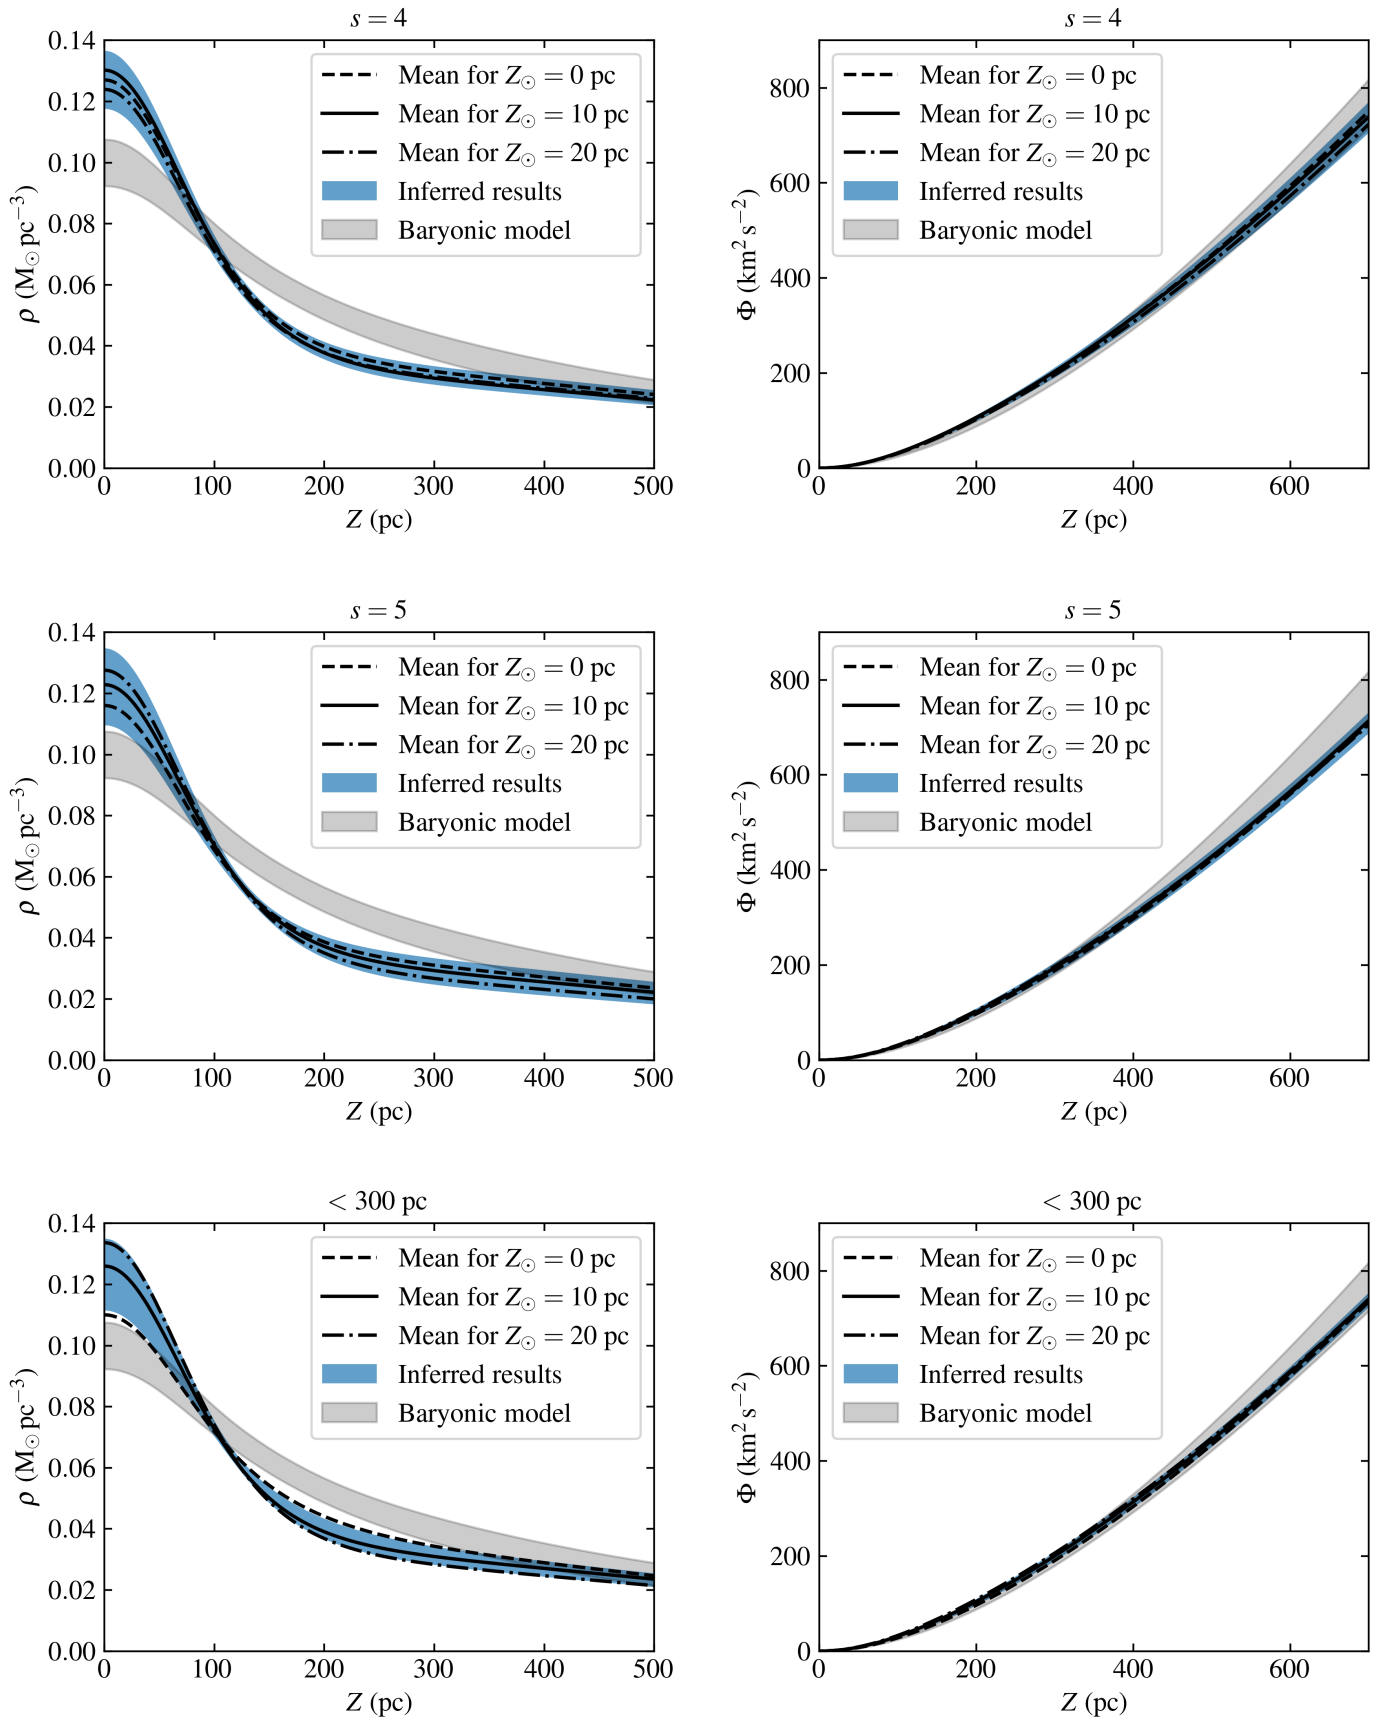 s = 4
0.14
0.12
0.10
0.08
0.06
0.04
0.02
0.00
ρ (M☉pc⁻³)
Mean for Z☉ = 0 pc
Mean for Z☉ = 10 pc
Mean for Z☉ = 20 pc
Inferred results
Baryonic model
0 100 200 300 400 500
Z (pc)
s = 4
800
600
400
200
0
Φ (km² s⁻²)
Mean for Z☉ = 0 pc
Mean for Z☉ = 10 pc
Mean for Z☉ = 20 pc
Inferred results
Baryonic model
0 200 400 600
Z (pc)
s = 5
0.14
0.12
0.10
0.08
0.06
0.04
0.02
0.00
ρ (M☉pc⁻³)
Mean for Z☉ = 0 pc
Mean for Z☉ = 10 pc
Mean for Z☉ = 20 pc
Inferred results
Baryonic model
0 100 200 300 400 500
Z (pc)
s = 5
800
600
400
200
0
Φ (km² s⁻²)
Mean for Z☉ = 0 pc
Mean for Z☉ = 10 pc
Mean for Z☉ = 20 pc
Inferred results
Baryonic model
0 200 400 600
Z (pc)
< 300 pc
0.14
0.12
0.10
0.08
0.06
0.04
0.02
0.00
ρ (M☉pc⁻³)
Mean for Z☉ = 0 pc
Mean for Z☉ = 10 pc
Mean for Z☉ = 20 pc
Inferred results
Baryonic model
0 100 200 300 400 500
Z (pc)
< 300 pc
800
600
400
200
0
Φ (km² s⁻²)
Mean for Z☉ = 0 pc
Mean for Z☉ = 10 pc
Mean for Z☉ = 20 pc
Inferred results
Baryonic model
0 200 400 600
Z (pc)